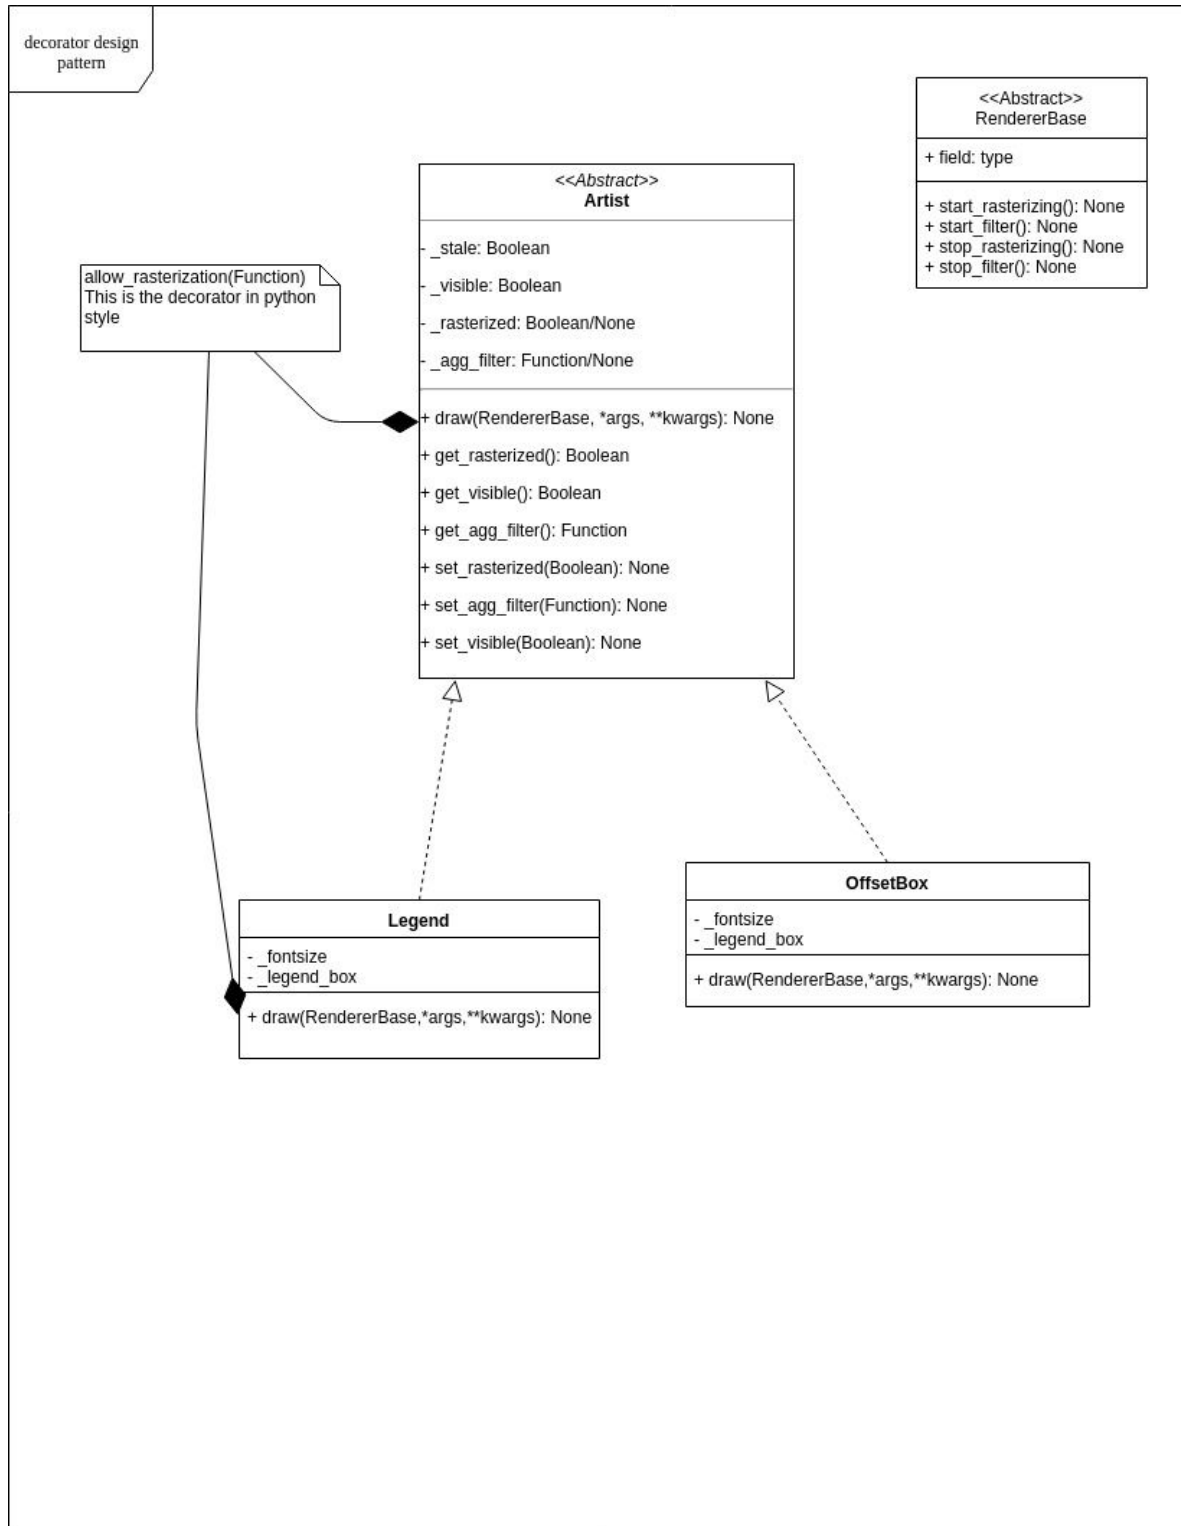 decorator design
pattern
<<Abstract>>
RendererBase
+ field: type
+ start_rasterizing(): None
+ start_filter(): None
+ stop_rasterizing(): None
+ stop_filter(): None
<<Abstract>>
Artist
- _stale: Boolean
- _visible: Boolean
- _rasterized: Boolean/None
- _agg_filter: Function/None
+ draw(RendererBase, *args, **kwargs): None
+ get_rasterized(): Boolean
+ get_visible(): Boolean
+ get_agg_filter(): Function
+ set_rasterized(Boolean): None
+ set_agg_filter(Function): None
+ set_visible(Boolean): None
allow_rasterization(Function)
This is the decorator in python
style
Legend
- _fontsize
- _legend_box
+ draw(RendererBase,*args,**kwargs): None
OffsetBox
- _fontsize
- _legend_box
+ draw(RendererBase,*args,**kwargs): None